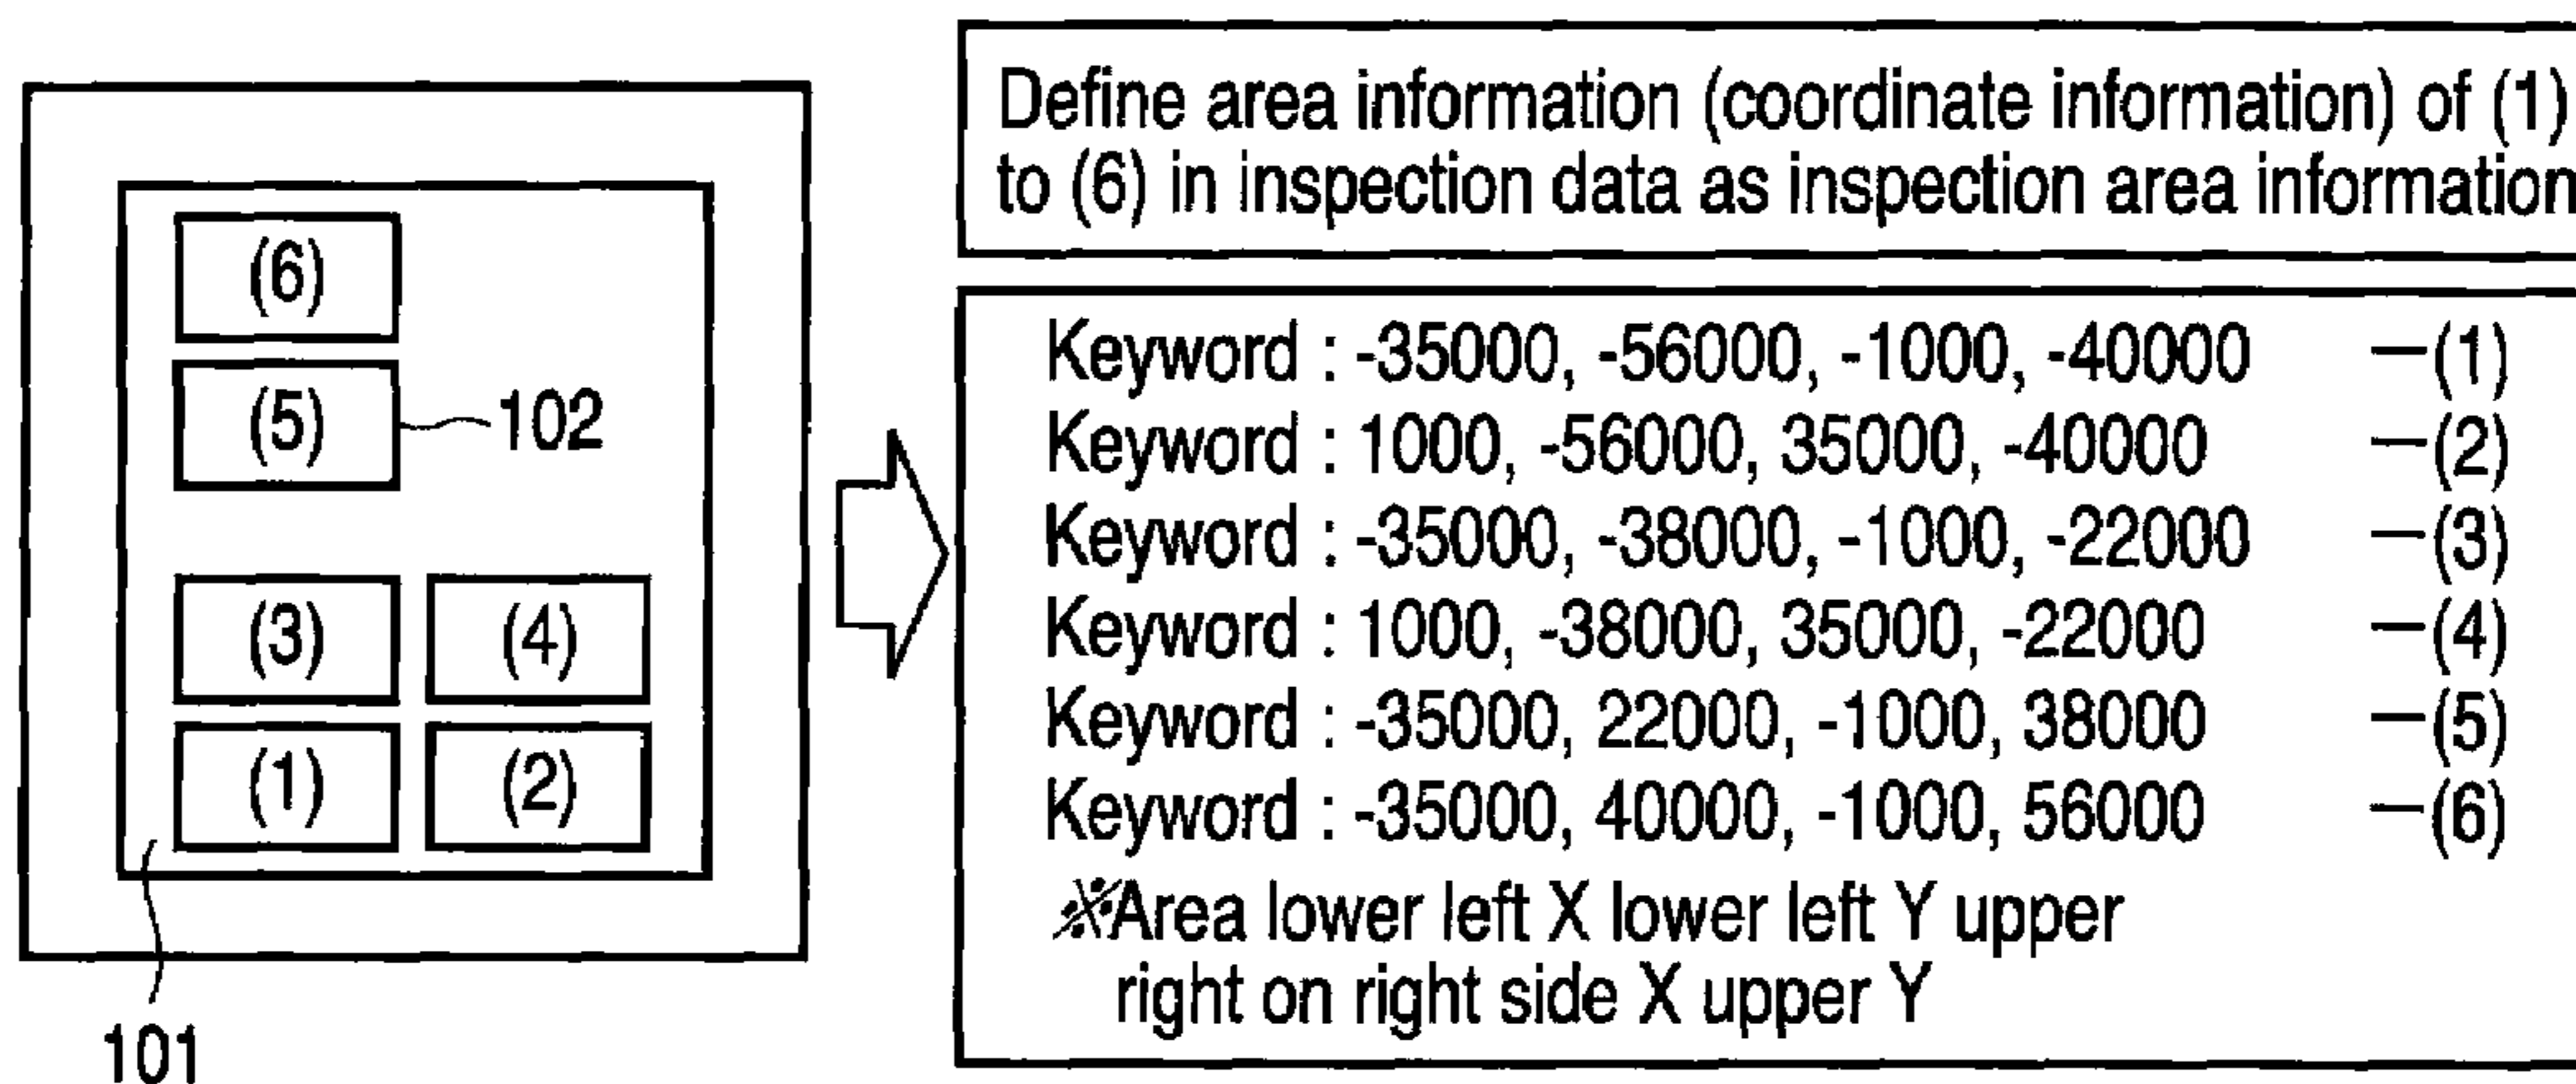 (6)
(5)
102
(3) (4)
(1) (2)
101
Define area information (coordinate information) of (1)
to (6) in inspection data as inspection area information
Keyword : -35000, -56000, -1000, -40000 —(1)
Keyword : 1000, -56000, 35000, -40000 —(2)
Keyword : -35000, -38000, -1000, -22000 —(3)
Keyword : 1000, -38000, 35000, -22000 —(4)
Keyword : -35000, 22000, -1000, 38000 —(5)
Keyword : -35000, 40000, -1000, 56000 —(6)
※Area lower left X lower left Y upper
right on right side X upper Y